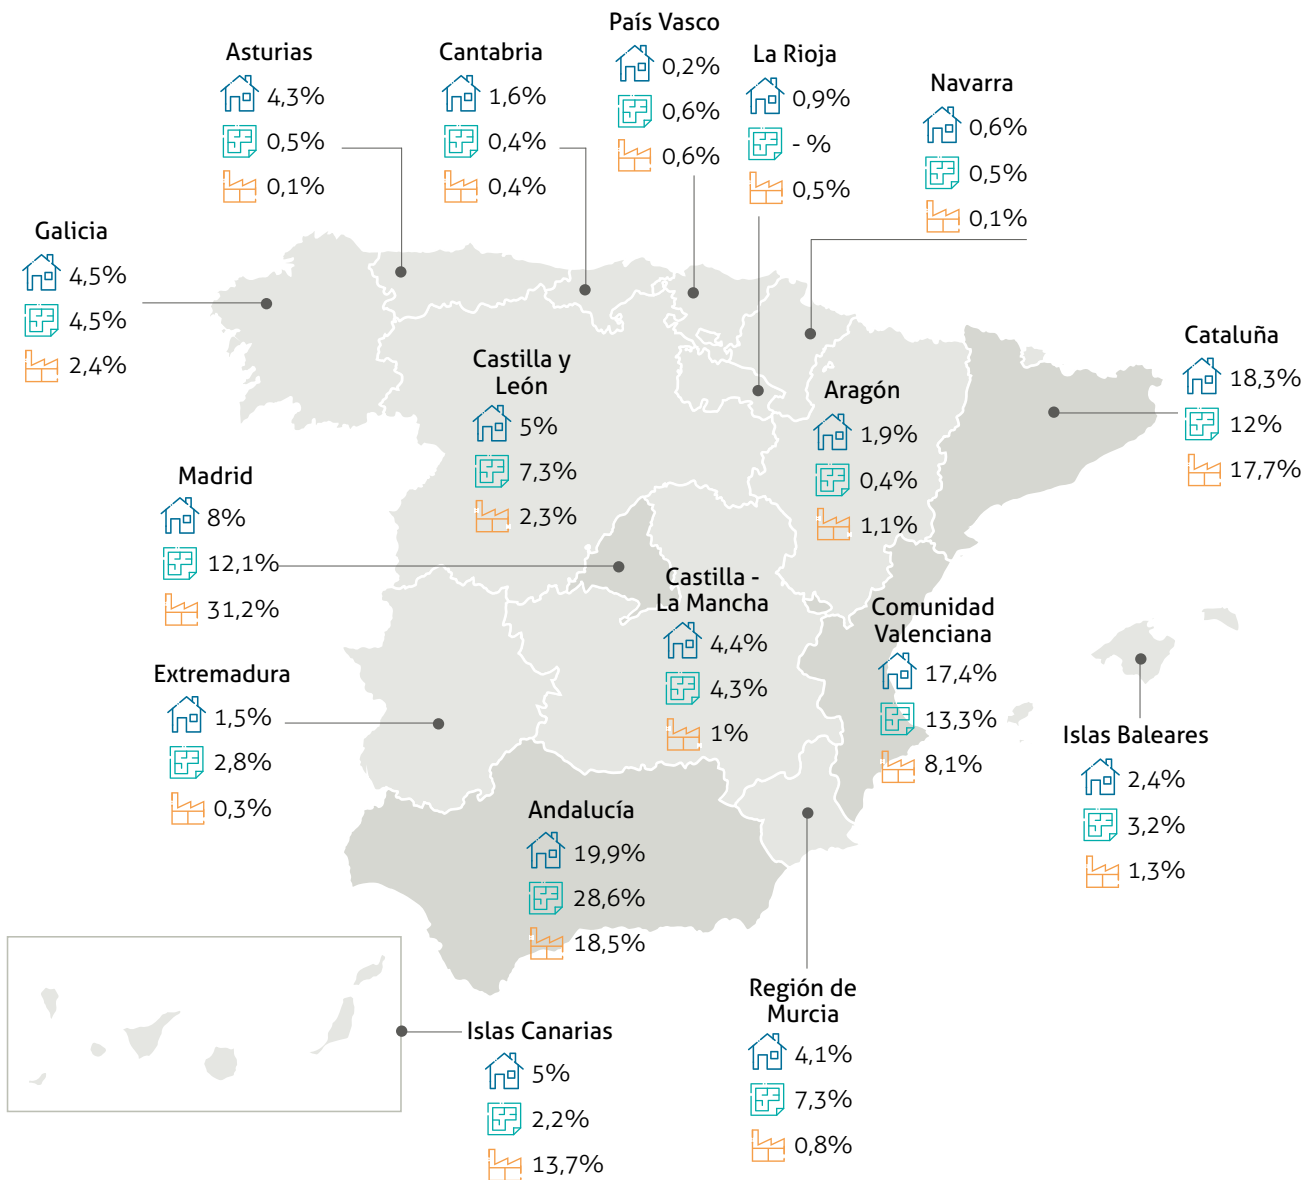 País Vasco
0,2%
0,6%
0,6%
Asturias
4,3%
0,5%
0,1%
Cantabria
1,6%
0,4%
0,4%
La Rioja
0,9%
- %
0,5%
Navarra
0,6%
0,5%
0,1%
Galicia
4,5%
4,5%
2,4%
Castilla y
León
5%
7,3%
2,3%
Aragón
1,9%
0,4%
1,1%
Cataluña
18,3%
12%
17,7%
Madrid
8%
12,1%
31,2%
Castilla -
La Mancha
4,4%
4,3%
1%
Comunidad
Valenciana
17,4%
13,3%
8,1%
Extremadura
1,5%
2,8%
0,3%
Islas Baleares
2,4%
3,2%
1,3%
Andalucía
19,9%
28,6%
18,5%
Región de
Murcia
4,1%
7,3%
0,8%
Islas Canarias
5%
2,2%
13,7%